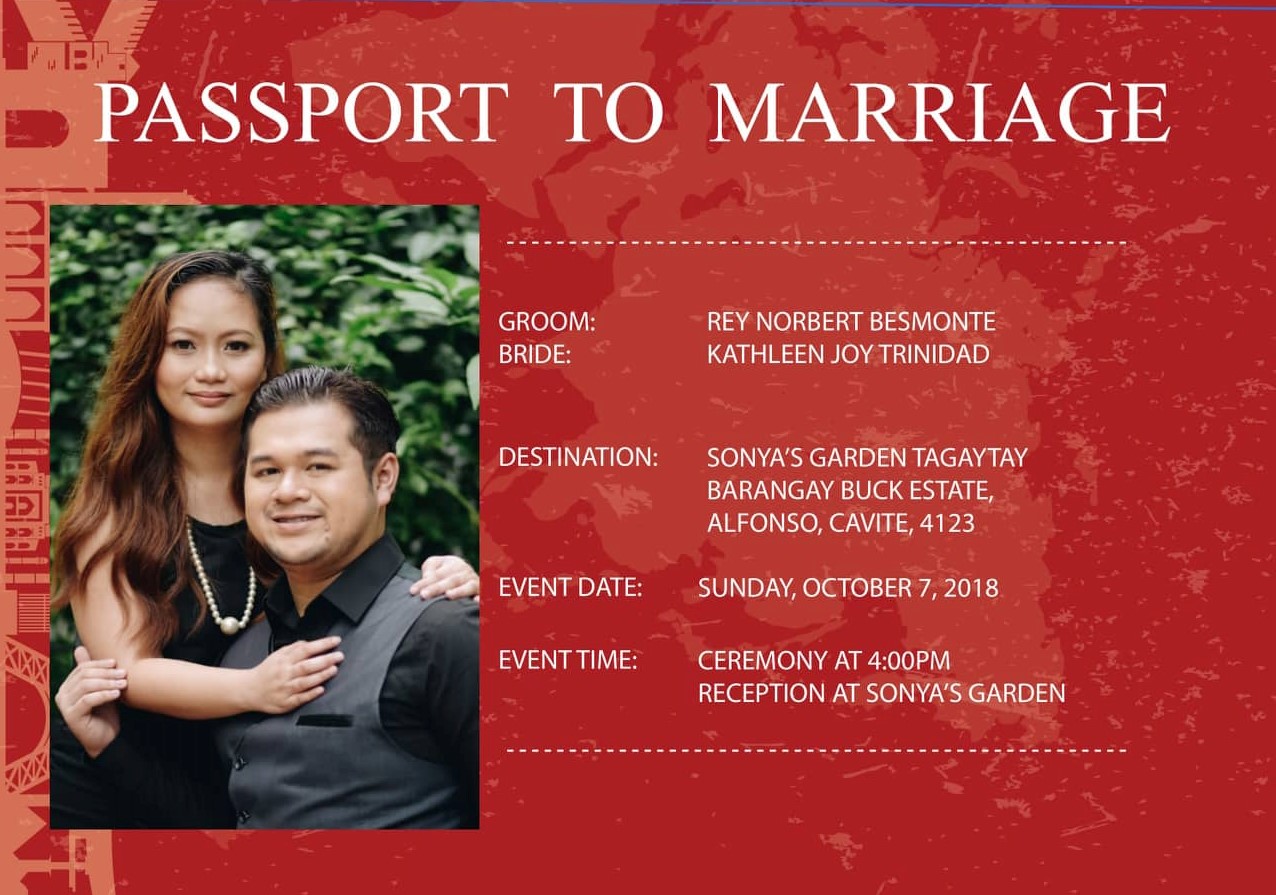 PASSPORT TO MARRIAGE
GROOM: REY NORBERT BESMONTE
BRIDE: KATHLEEN JOY TRINIDAD
DESTINATION: SONYA’S GARDEN TAGAYTAY
BARANGAY BUCK ESTATE,
ALFONSO, CAVITE, 4123
EVENT DATE: SUNDAY, OCTOBER 7, 2018
EVENT TIME: CEREMONY AT 4:00PM
RECEPTION AT SONYA’S GARDEN